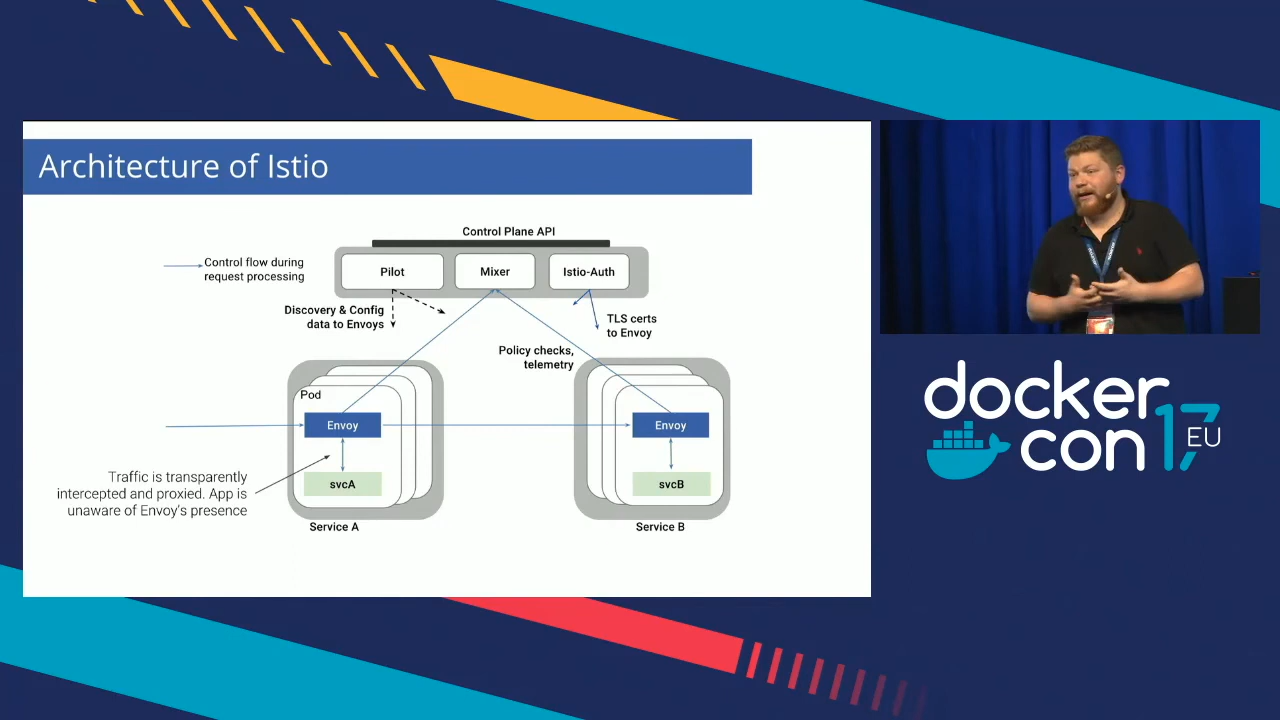 Architecture of Istio
Control Plane API
Control flow during
request processing
Pilot
Mixer
Istio-Auth
Discovery & Config
data to Envoys
TLS certs
to Envoy
Policy checks,
telemetry
Pod
Envoy
Envoy
Traffic is transparently
intercepted and proxied. App is
unaware of Envoy's presence
svcA
svcB
Service A
Service B
docker
con 17 EU